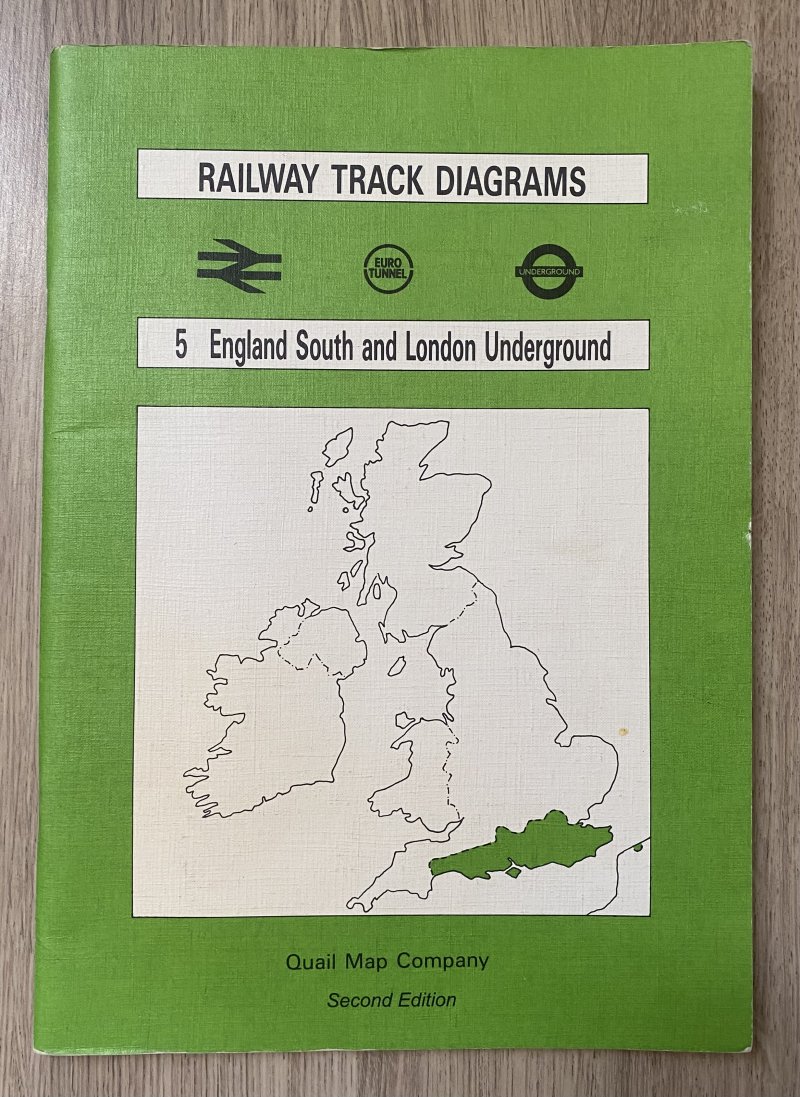 RAILWAY TRACK DIAGRAMS
EURO
TUNNEL
UNDERGROUND
5 England South and London Underground
Quail Map Company
Second Edition